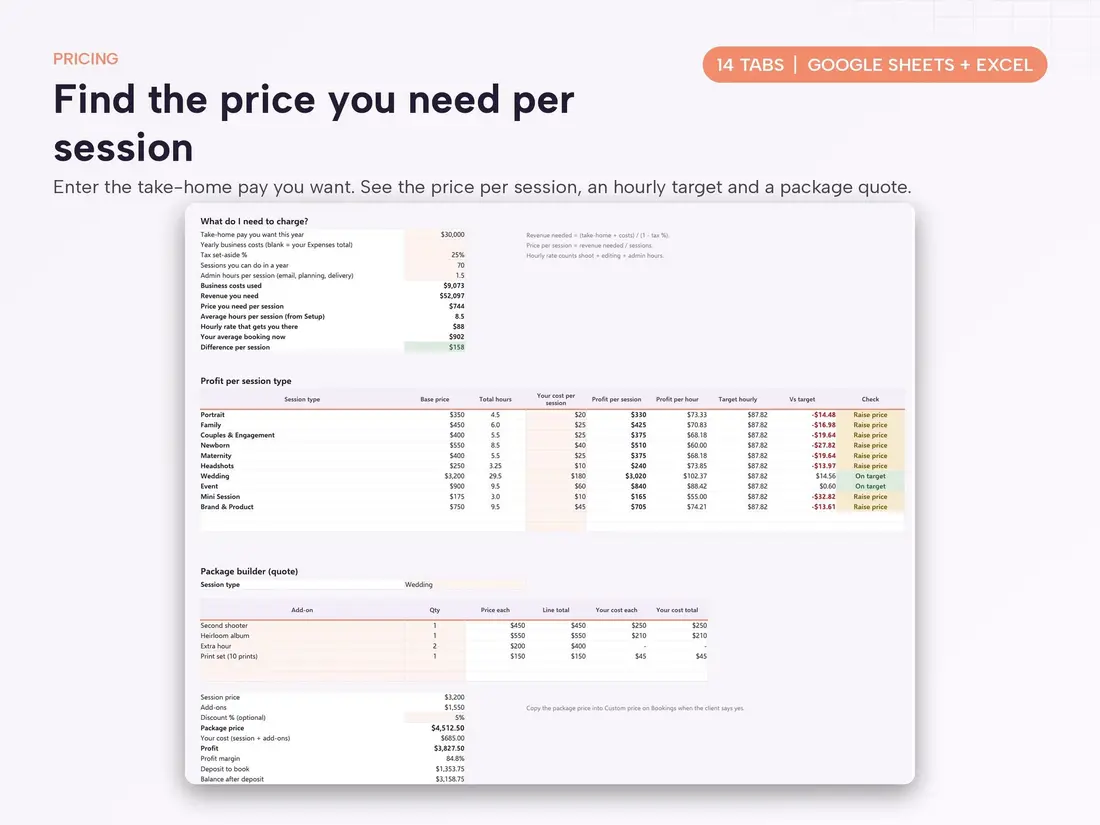 PRICING
14 TABS | GOOGLE SHEETS + EXCEL
Find the price you need per
session
Enter the take-home pay you want. See the price per session, an hourly target and a package quote.
What do I need to charge?
Take-home pay you want this year $30,000 Revenue needed = (take-home + costs) / (1 - tax %).
Yearly business costs (blank = your Expenses total) Price per session = revenue needed / sessions.
Tax set-aside % 25% Hourly rate counts shoot + editing + admin hours.
Sessions you can do in a year 70
Admin hours per session (email, planning, delivery) 1.5
Business costs used $9,073
Revenue you need $52,097
Price you need per session $744
Average hours per session (from Setup) 8.5
Hourly rate that gets you there $88
Your average booking now $902
Difference per session $158
Profit per session type
Session type Base price Total hours Your cost per session Profit per session Profit per hour Target hourly Vs target Check
Portrait $350 4.5 $20 $330 $73.33 $87.82 -$14.48 Raise price
Family $450 6.0 $25 $425 $70.83 $87.82 -$16.98 Raise price
Couples & Engagement $400 5.5 $25 $375 $68.18 $87.82 -$19.64 Raise price
Newborn $550 8.5 $40 $510 $60.00 $87.82 -$27.82 Raise price
Maternity $400 5.5 $25 $375 $68.18 $87.82 -$19.64 Raise price
Headshots $250 3.25 $10 $240 $73.85 $87.82 -$13.97 Raise price
Wedding $3,200 29.5 $180 $3,020 $102.37 $87.82 $14.56 On target
Event $900 9.5 $60 $840 $88.42 $87.82 $0.60 On target
Mini Session $175 3.0 $10 $165 $55.00 $87.82 -$32.82 Raise price
Brand & Product $750 9.5 $45 $705 $74.21 $87.82 -$13.61 Raise price
Package builder (quote)
Session type Wedding
Add-on Qty Price each Line total Your cost each Your cost total
Second shooter 1 $450 $450 $250 $250
Heirloom album 1 $550 $550 $210 $210
Extra hour 2 $200 $400 - -
Print set (10 prints) 1 $150 $150 $45 $45
Session price $3,200
Add-ons $1,550 Copy the package price into Custom price on Bookings when the client says yes.
Discount % (optional) 5%
Package price $4,512.50
Your cost (session + add-ons) $685.00
Profit $3,827.50
Profit margin 84.8%
Deposit to book $1,353.75
Balance after deposit $3,158.75